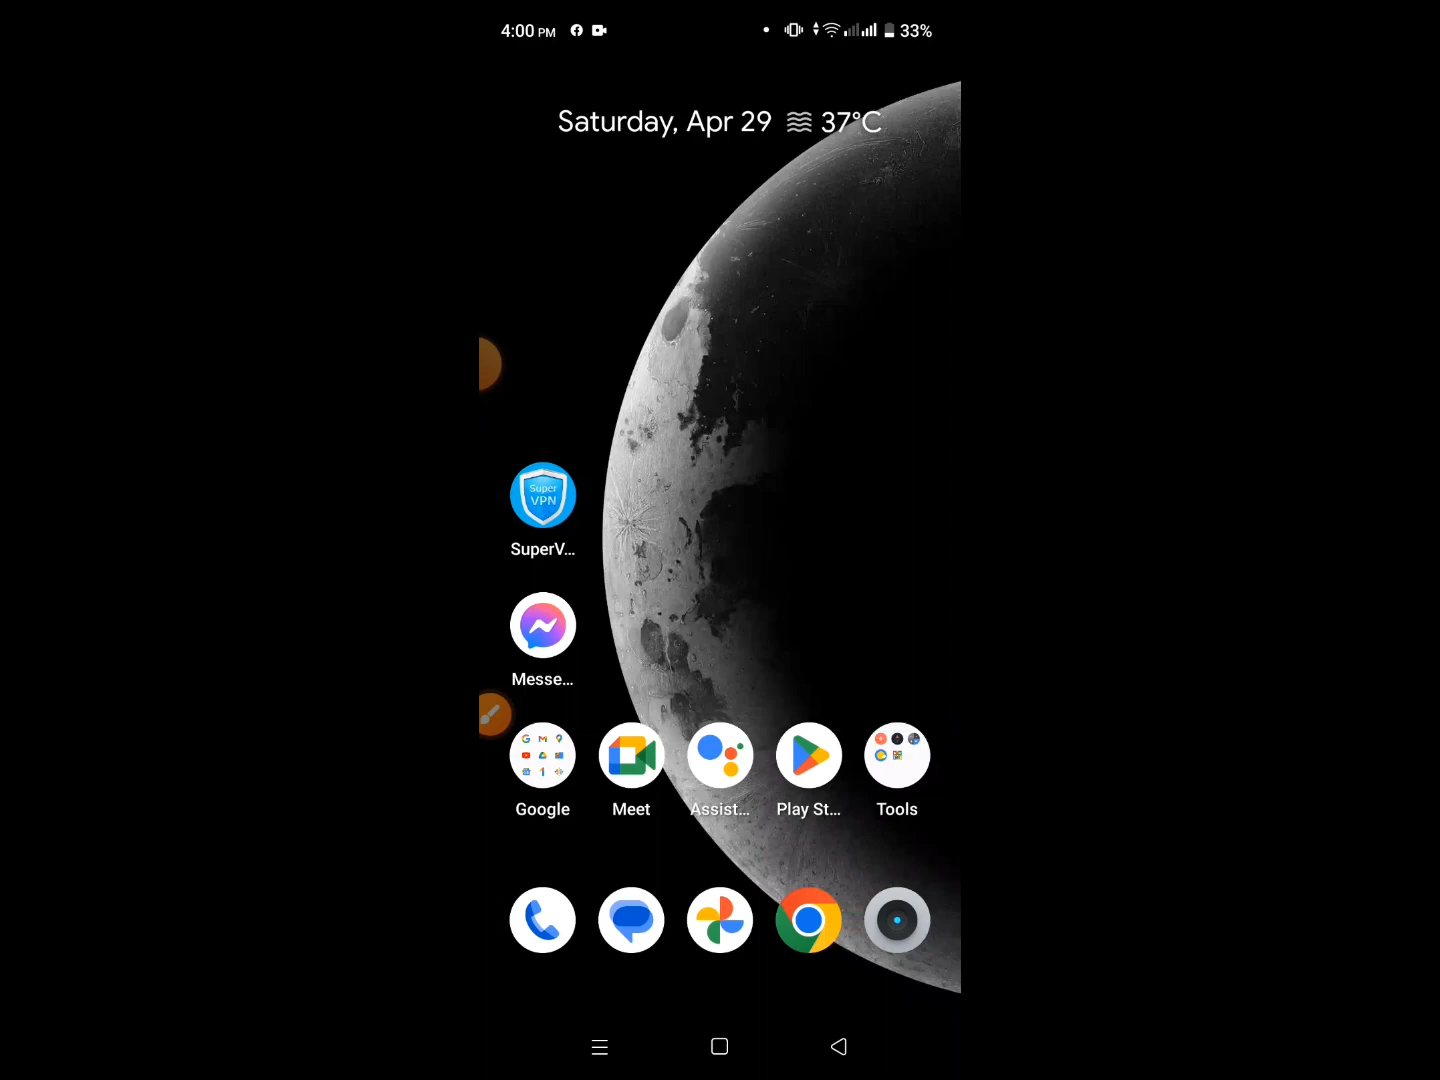 4:00 PM 33%
Saturday, Apr 29 37°C
Super
VPN
SuperV...
Messe...
Google Meet Assist... Play St... Tools